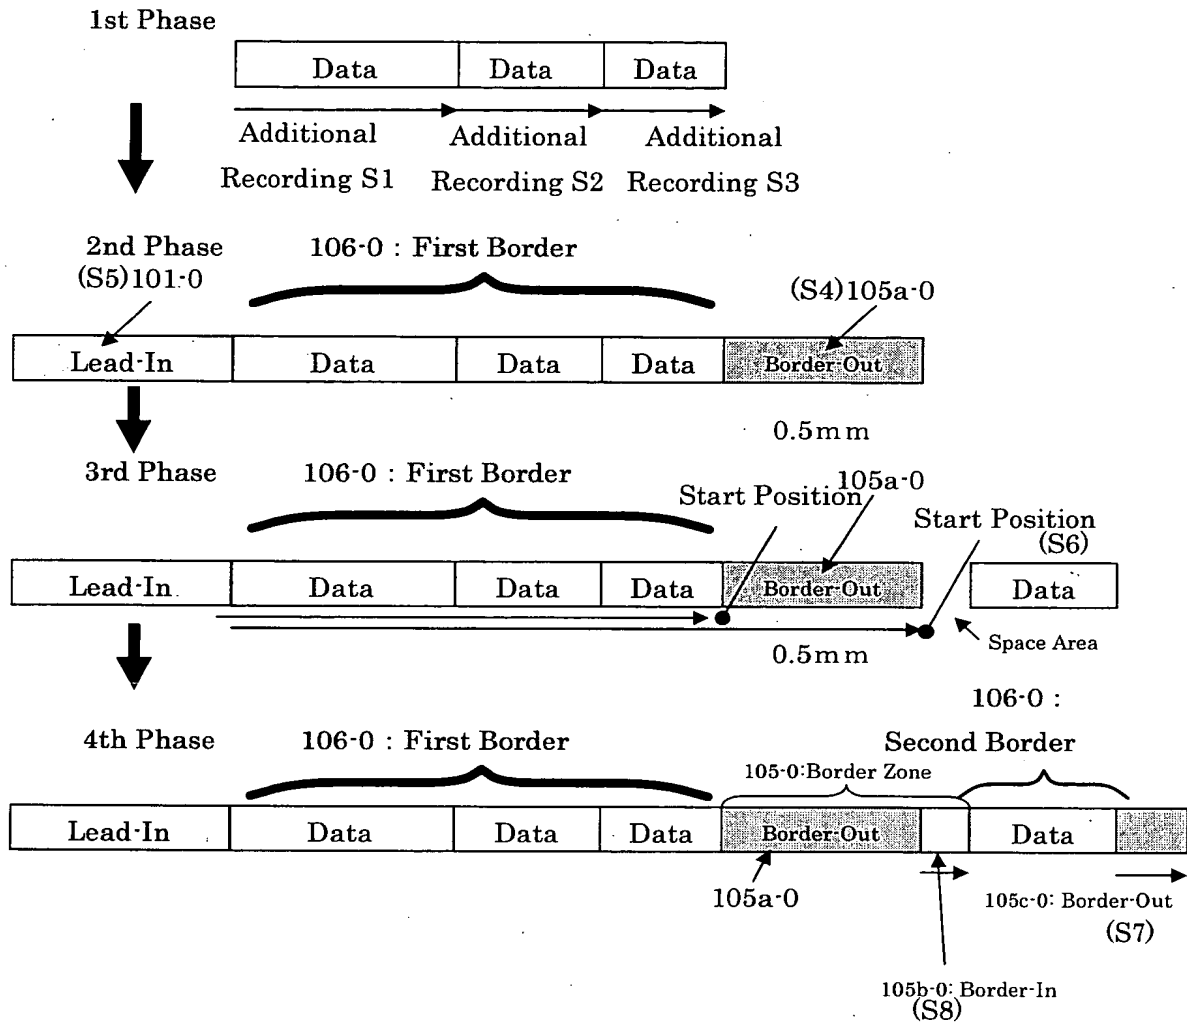 1st Phase
Data Data Data
Additional Additional Additional
Recording S1 Recording S2 Recording S3
2nd Phase
106-0 : First Border
(S5)101-0
(S4)105a-0
Lead-In Data Data Data Border-Out
0.5mm
3rd Phase
106-0 : First Border
105a-0
Start Position
Start Position
(S6)
Lead-In Data Data Data Border-Out Data
0.5mm
Space Area
106-0 :
4th Phase
106-0 : First Border
Second Border
105-0:Border Zone
Lead-In Data Data Data Border-Out Data
105a-0
105c-0: Border-Out
(S7)
105b-0: Border-In
(S8)